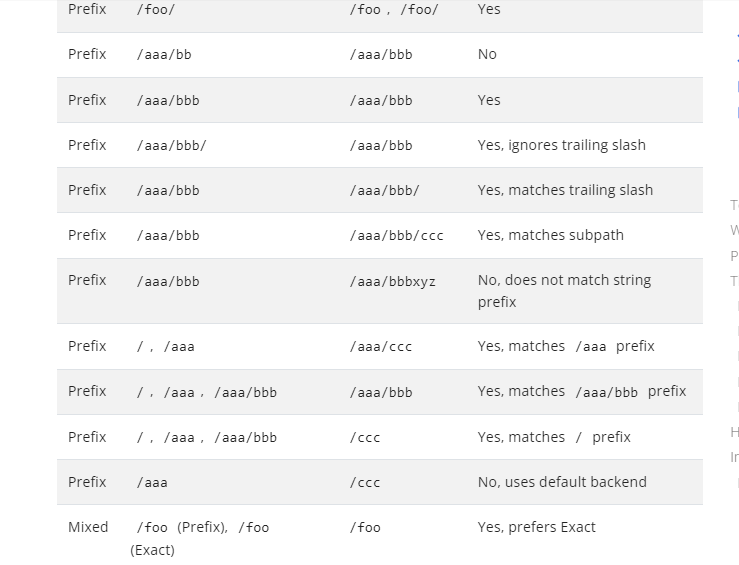 Prefix /foo/ /foo , /foo/ Yes
Prefix /aaa/bb /aaa/bbb No
Prefix /aaa/bbb /aaa/bbb Yes
Prefix /aaa/bbb/ /aaa/bbb Yes, ignores trailing slash
Prefix /aaa/bbb /aaa/bbb/ Yes, matches trailing slash
Prefix /aaa/bbb /aaa/bbb/ccc Yes, matches subpath
Prefix /aaa/bbb /aaa/bbbxyz No, does not match string
prefix
Prefix / , /aaa /aaa/ccc Yes, matches /aaa prefix
Prefix / , /aaa , /aaa/bbb /aaa/bbb Yes, matches /aaa/bbb prefix
Prefix / , /aaa , /aaa/bbb /ccc Yes, matches / prefix
Prefix /aaa /ccc No, uses default backend
Mixed /foo (Prefix), /foo /foo Yes, prefers Exact
(Exact)